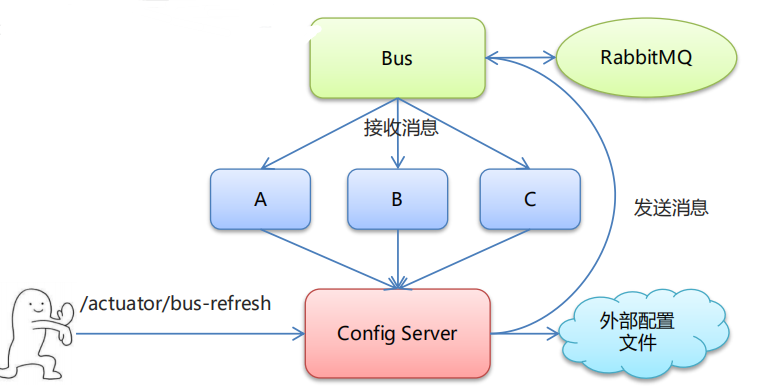 Bus
RabbitMQ
接收消息
A
B
C
发送消息
/actuator/bus-refresh
Config Server
外部配置
文件